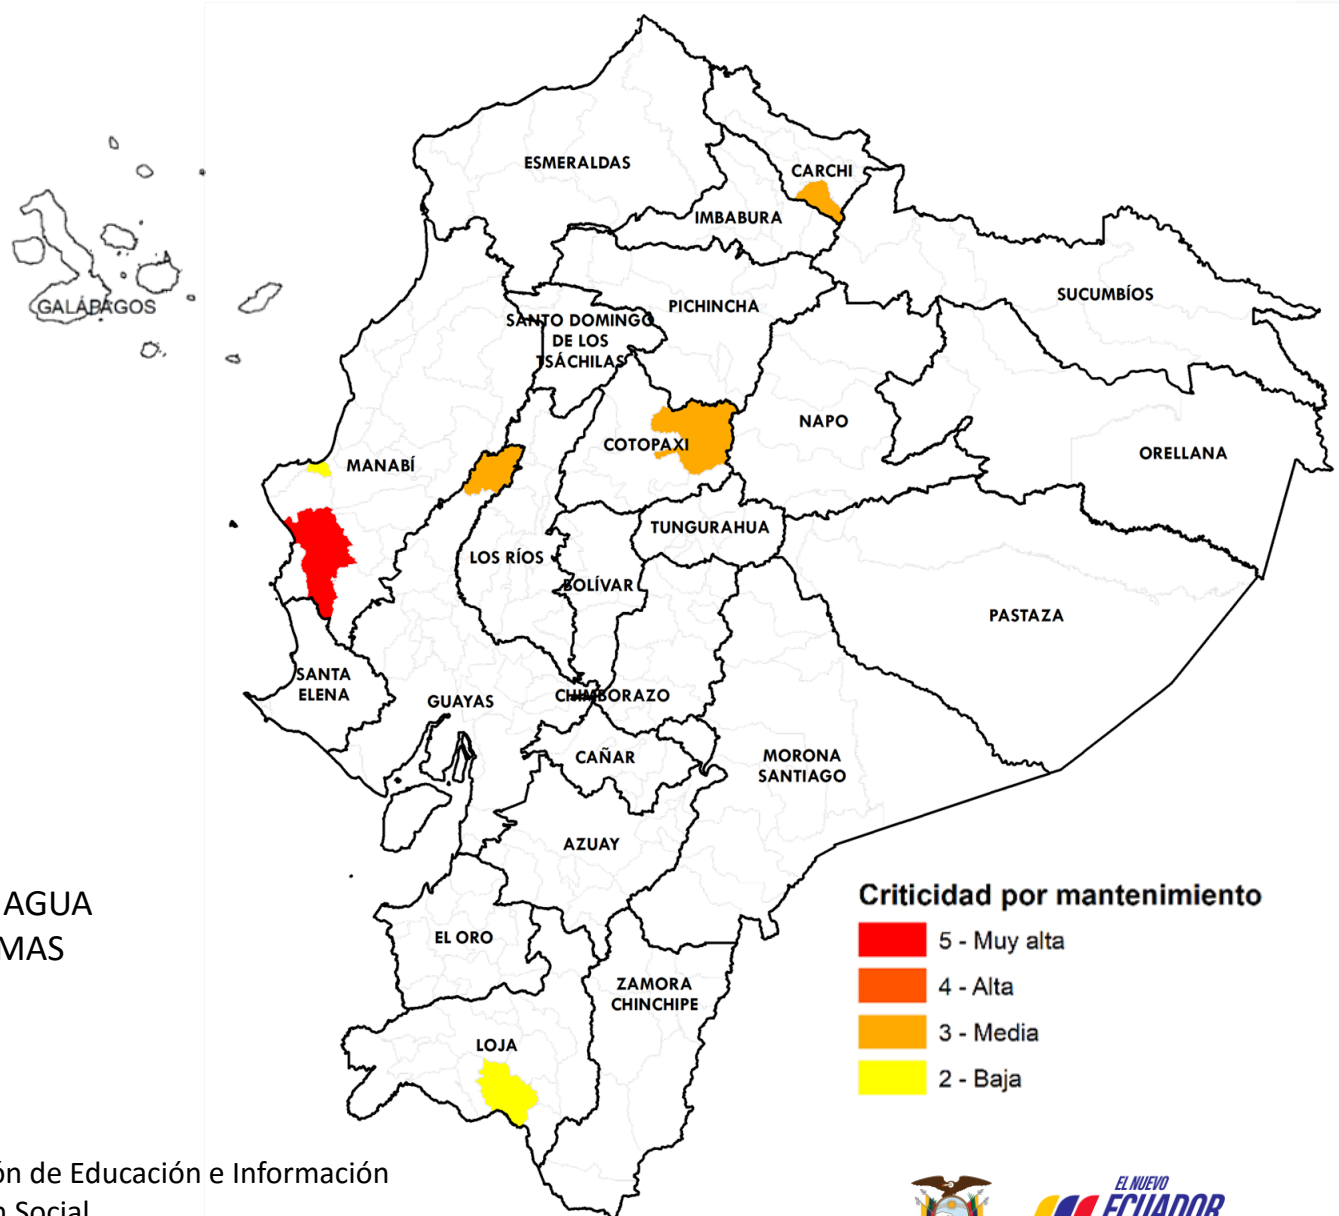 ESMERALDAS
CARCHI
IMBABURA
GALÁPAGOS
SUCUMBÍOS
PICHINCHA
SANTO DOMINGO
DE LOS
TSÁCHILAS
NAPO
COTOPAXI
ORELLANA
MANABÍ
TUNGURAHUA
LOS RÍOS
BOLÍVAR
PASTAZA
SANTA
ELENA
GUAYAS
CHIMBORAZO
CAÑAR
MORONA
SANTIAGO
AZUAY
EL ORO
ZAMORA
CHINCHIPE
LOJA
Criticidad por mantenimiento
5 - Muy alta
4 - Alta
3 - Media
2 - Baja
AGUA
MAS
ón de Educación e Información
n Social
EL NUEVO
ECUADOR